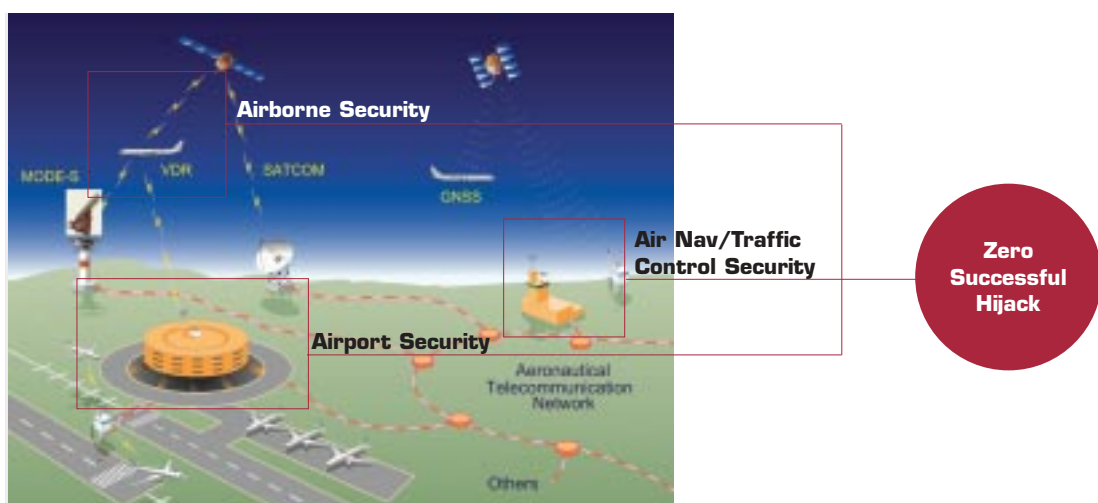 Airborne Security
MODE-S
VDR
SATCOM
GNSS
Air Nav/Traffic
Control Security
Zero
Successful
Hijack
Airport Security
Aeronautical
Telecommunication
Network
Others